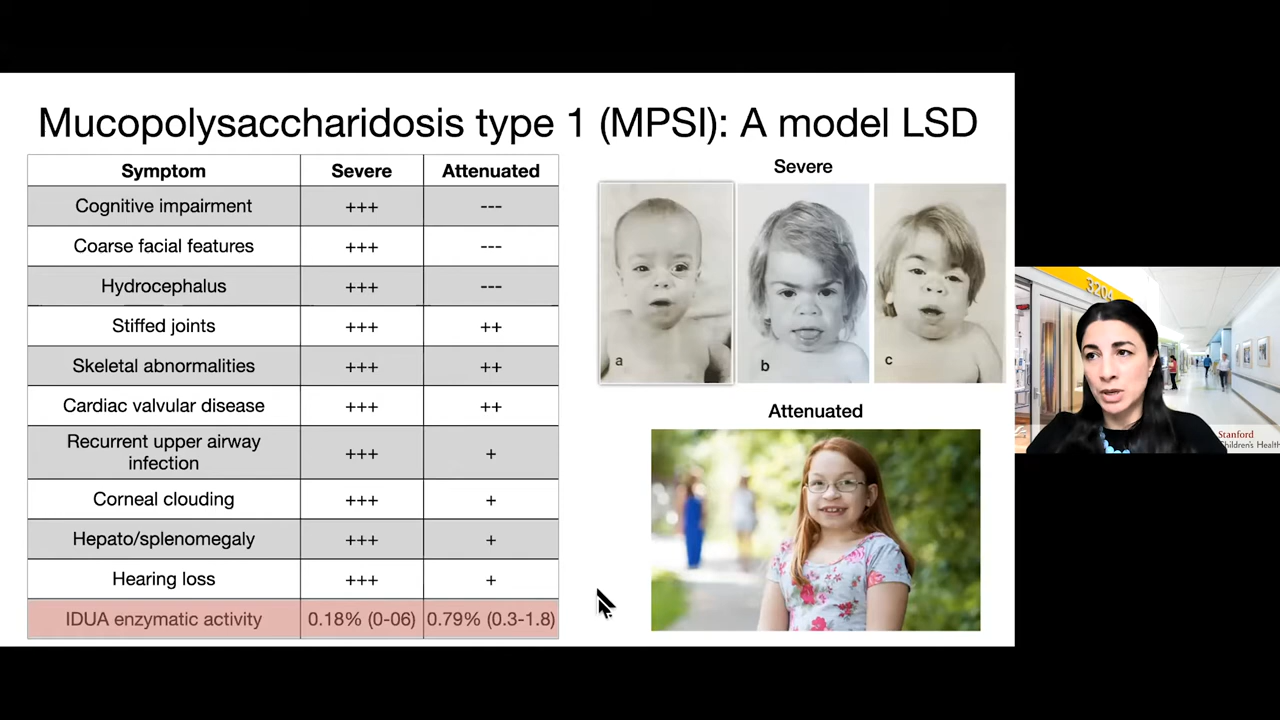 Mucopolysaccharidosis type 1 (MPSI): A model LSD
Symptom Severe Attenuated
Cognitive impairment +++ ---
Coarse facial features +++ ---
Hydrocephalus +++ ---
Stiffed joints +++ ++
Skeletal abnormalities +++ ++
Cardiac valvular disease +++ ++
Recurrent upper airway
infection +++ +
Corneal clouding +++ +
Hepato/splenomegaly +++ +
Hearing loss +++ +
IDUA enzymatic activity 0.18% (0-06) 0.79% (0.3-1.8)
Severe
a b c
Attenuated
3204
Stanford
Children's Health